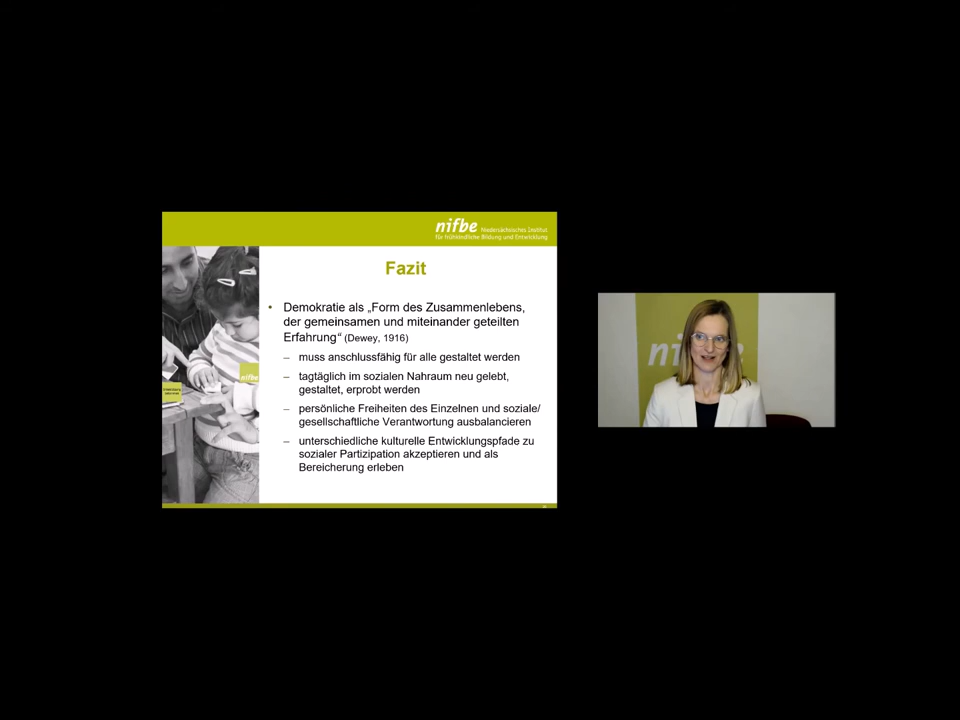 nifbe Niedersächsisches Institut
für frühkindliche Bildung und Entwicklung
Fazit
• Demokratie als „Form des Zusammenlebens,
der gemeinsamen und miteinander geteilten
Erfahrung“ (Dewey, 1916)
– muss anschlussfähig für alle gestaltet werden
– tagtäglich im sozialen Nahraum neu gelebt,
gestaltet, erprobt werden
– persönliche Freiheiten des Einzelnen und soziale/
gesellschaftliche Verantwortung ausbalancieren
– unterschiedliche kulturelle Entwicklungspfade zu
sozialer Partizipation akzeptieren und als
Bereicherung erleben
nifbe